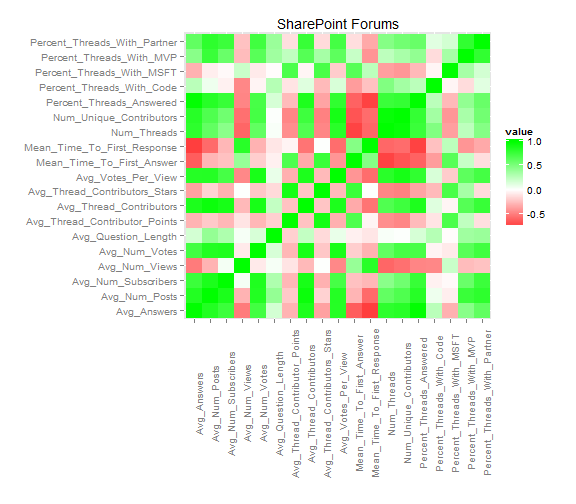 SharePoint Forums
Percent_Threads_With_Partner
Percent_Threads_With_MVP
Percent_Threads_With_MSFT
Percent_Threads_With_Code
Percent_Threads_Answered
Num_Unique_Contributors
Num_Threads
Mean_Time_To_First_Response
Mean_Time_To_First_Answer
Avg_Votes_Per_View
Avg_Thread_Contributors_Stars
Avg_Thread_Contributors
Avg_Thread_Contributor_Points
Avg_Question_Length
Avg_Num_Votes
Avg_Num_Views
Avg_Num_Subscribers
Avg_Num_Posts
Avg_Answers
value
1.0
0.5
0.0
-0.5
Avg_Answers
Avg_Num_Posts
Avg_Num_Subscribers
Avg_Num_Views
Avg_Num_Votes
Avg_Question_Length
Avg_Thread_Contributor_Points
Avg_Thread_Contributors
Avg_Thread_Contributors_Stars
Avg_Votes_Per_View
Mean_Time_To_First_Answer
Mean_Time_To_First_Response
Num_Threads
Num_Unique_Contributors
Percent_Threads_Answered
Percent_Threads_With_Code
Percent_Threads_With_MSFT
Percent_Threads_With_MVP
Percent_Threads_With_Partner